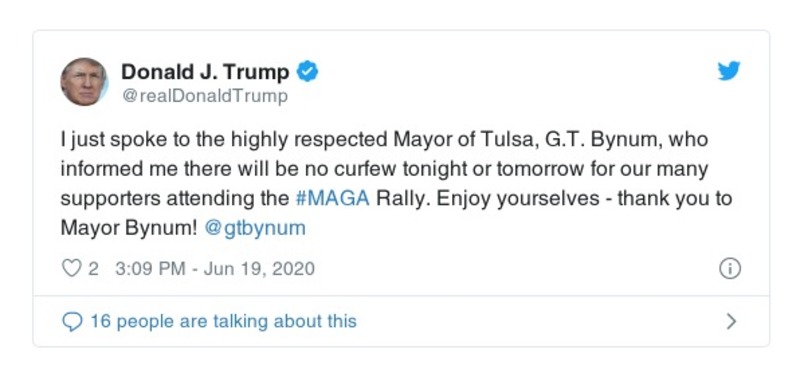 Donald J. Trump
@realDonaldTrump
I just spoke to the highly respected Mayor of Tulsa, G.T. Bynum, who
informed me there will be no curfew tonight or tomorrow for our many
supporters attending the #MAGA Rally. Enjoy yourselves - thank you to
Mayor Bynum! @gtbynum
2 3:09 PM - Jun 19, 2020
16 people are talking about this